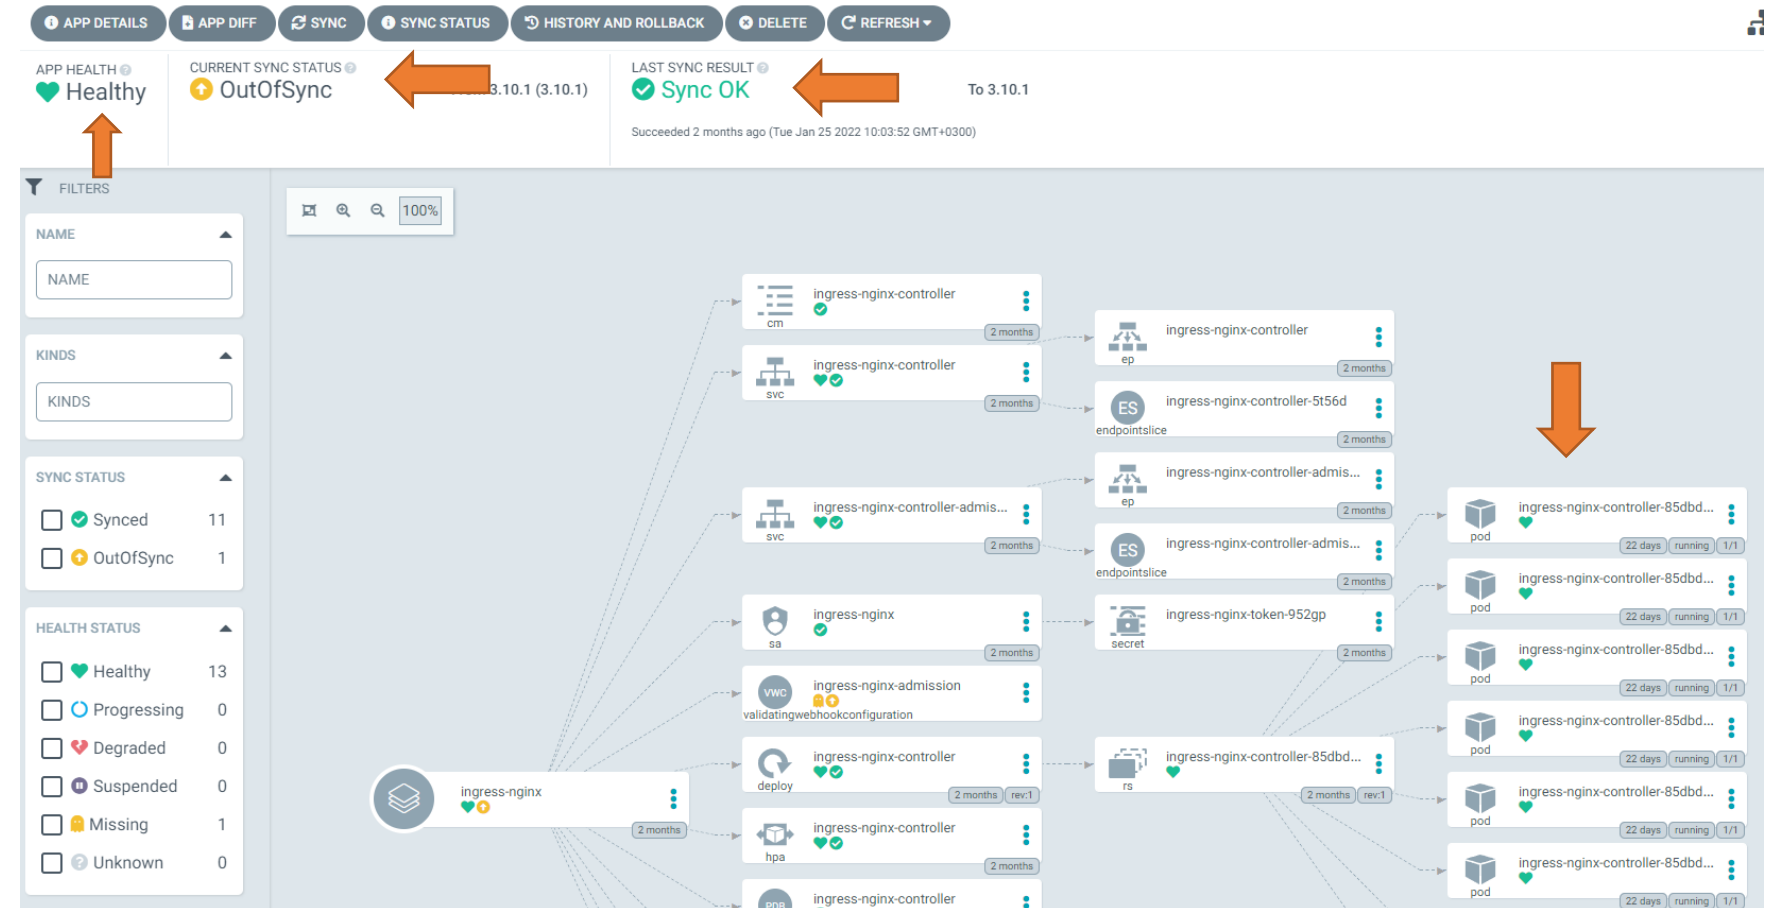 APP DETAILS
APP DIFF
SYNC
SYNC STATUS
HISTORY AND ROLLBACK
DELETE
REFRESH
APP HEALTH
Healthy
CURRENT SYNC STATUS
OutOfSync
3.10.1 (3.10.1)
LAST SYNC RESULT
Sync OK
To 3.10.1
Succeeded 2 months ago (Tue Jan 25 2022 10:03:52 GMT+0300)
FILTERS
NAME
NAME
KINDS
KINDS
SYNC STATUS
Synced 11
OutOfSync 1
HEALTH STATUS
Healthy 13
Progressing 0
Degraded 0
Suspended 0
Missing 1
Unknown 0
100%
ingress-nginx
2 months
ingress-nginx-controller
cm
2 months
ingress-nginx-controller
svc
2 months
ingress-nginx-controller-admis...
svc
2 months
ingress-nginx
sa
2 months
VWC
ingress-nginx-admission
validatingwebhookconfiguration
ingress-nginx-controller
deploy
2 months rev:1
ingress-nginx-controller
hpa
2 months
PDB
ingress-nginx-controller
ingress-nginx-controller
ep
2 months
ES
ingress-nginx-controller-5t56d
endpointslice
2 months
ingress-nginx-controller-admis...
ep
2 months
ES
ingress-nginx-controller-admis...
endpointslice
2 months
ingress-nginx-token-952gp
secret
2 months
ingress-nginx-controller-85dbd...
rs
2 months rev:1
ingress-nginx-controller-85dbd...
pod
22 days running 1/1
ingress-nginx-controller-85dbd...
pod
22 days running 1/1
ingress-nginx-controller-85dbd...
pod
22 days running 1/1
ingress-nginx-controller-85dbd...
pod
22 days running 1/1
ingress-nginx-controller-85dbd...
pod
22 days running 1/1
ingress-nginx-controller-85dbd...
pod
22 days running 1/1